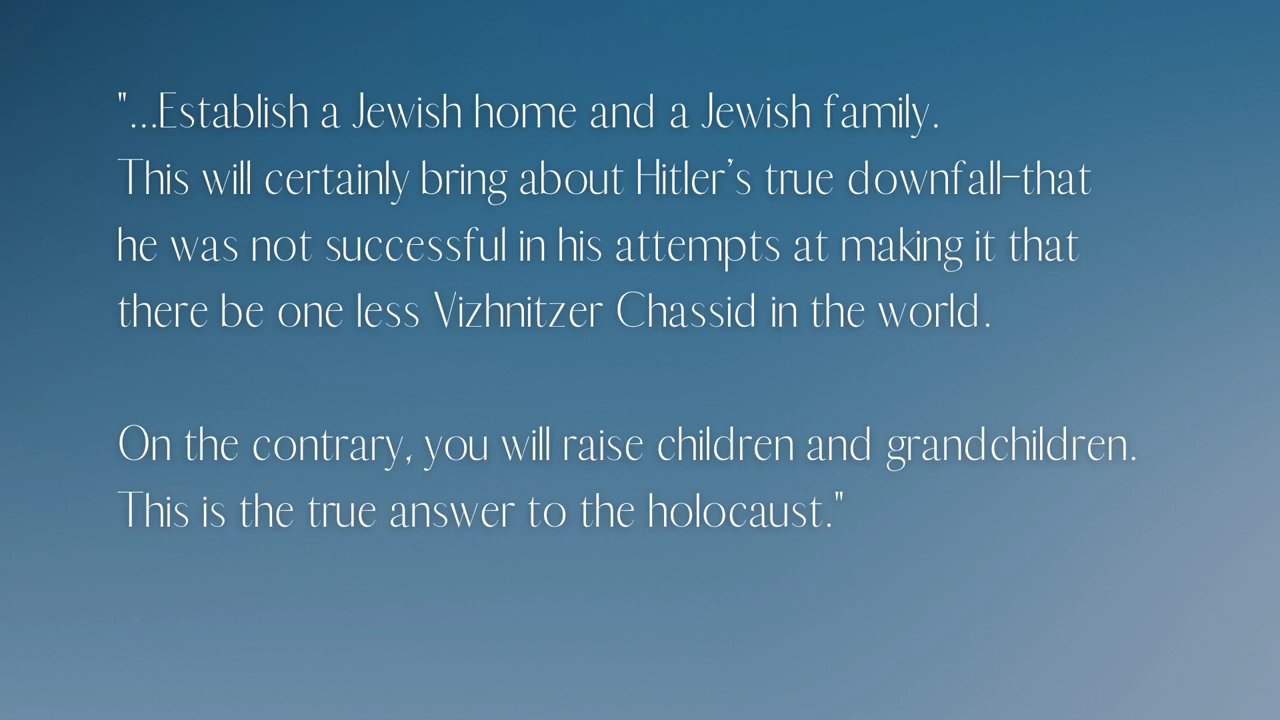 "...Establish a Jewish home and a Jewish family.
This will certainly bring about Hitler’s true downfall–that
he was not successful in his attempts at making it that
there be one less Vizhnitzer Chassid in the world.
On the contrary, you will raise children and grandchildren.
This is the true answer to the holocaust."